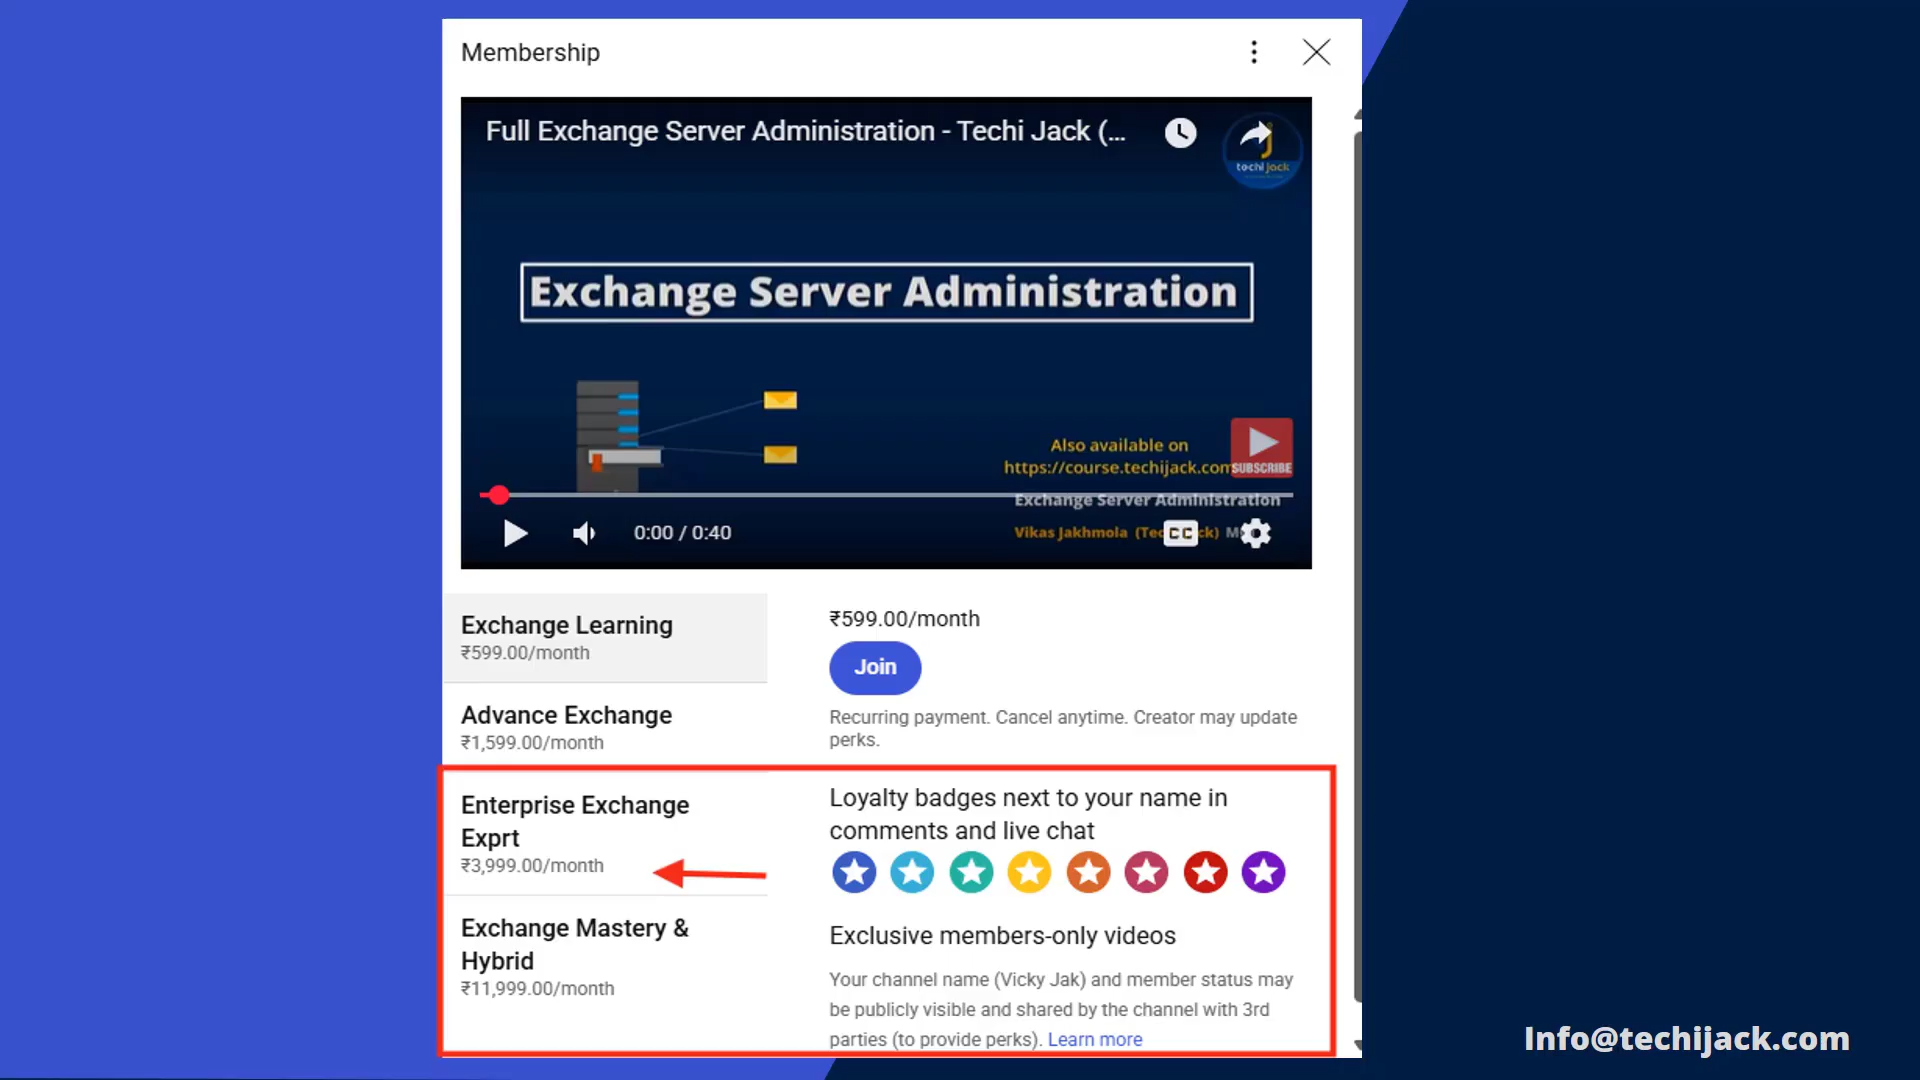 Membership
Full Exchange Server Administration - Techi Jack (...
techi jack
Exchange Server Administration
Also available on
https://course.techijack.com
SUBSCRIBE
Exchange Server Administration
Vikas Jakhmola (Tec ck) M
CC
0:00 / 0:40
Exchange Learning
₹599.00/month
Advance Exchange
₹1,599.00/month
Enterprise Exchange
Exprt
₹3,999.00/month
Exchange Mastery &
Hybrid
₹11,999.00/month
₹599.00/month
Join
Recurring payment. Cancel anytime. Creator may update
perks.
Loyalty badges next to your name in
comments and live chat
Exclusive members-only videos
Your channel name (Vicky Jak) and member status may
be publicly visible and shared by the channel with 3rd
parties (to provide perks). Learn more
Info@techijack.com